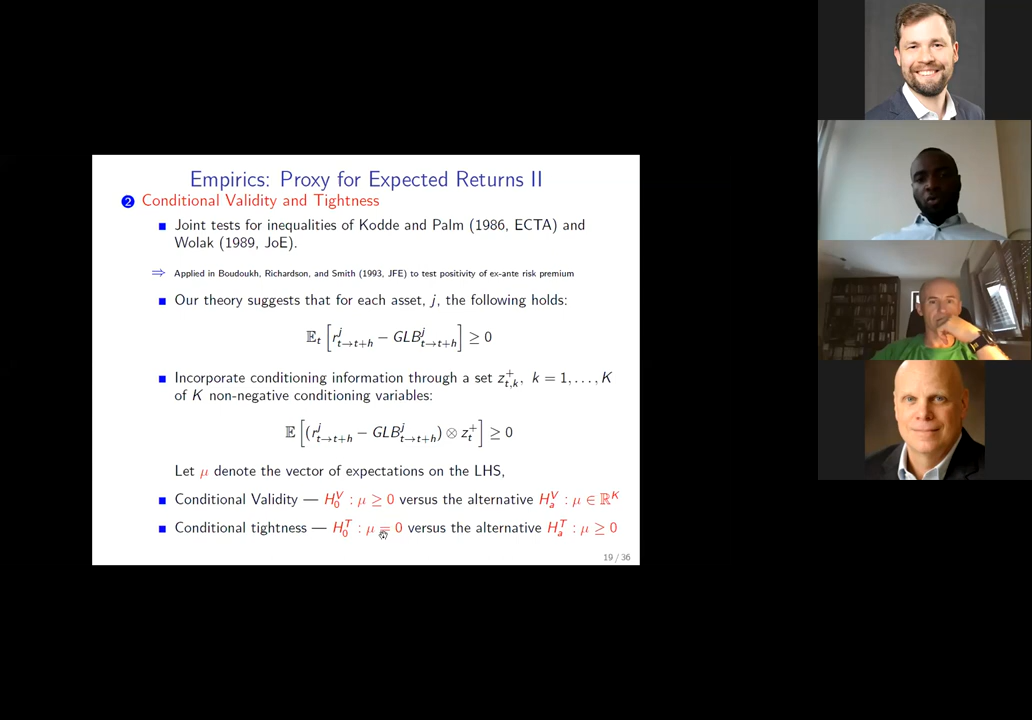 Empirics: Proxy for Expected Returns II
2 Conditional Validity and Tightness
■ Joint tests for inequalities of Kodde and Palm (1986, ECTA) and
Wolak (1989, JoE).
⇒ Applied in Boudoukh, Richardson, and Smith (1993, JFE) to test positivity of ex-ante risk premium
■ Our theory suggests that for each asset, j, the following holds:
𝔼_t [ r^j_{t→t+h} − GLB^j_{t→t+h} ] ≥ 0
■ Incorporate conditioning information through a set z^+_{t,k}, k = 1, . . . , K
of K non-negative conditioning variables:
𝔼 [ (r^j_{t→t+h} − GLB^j_{t→t+h}) ⊗ z^+_t ] ≥ 0
Let μ denote the vector of expectations on the LHS,
■ Conditional Validity — H^V_0 : μ ≥ 0 versus the alternative H^V_a : μ ∈ ℝ^K
■ Conditional tightness — H^T_0 : μ = 0 versus the alternative H^T_a : μ ≥ 0
19 / 36